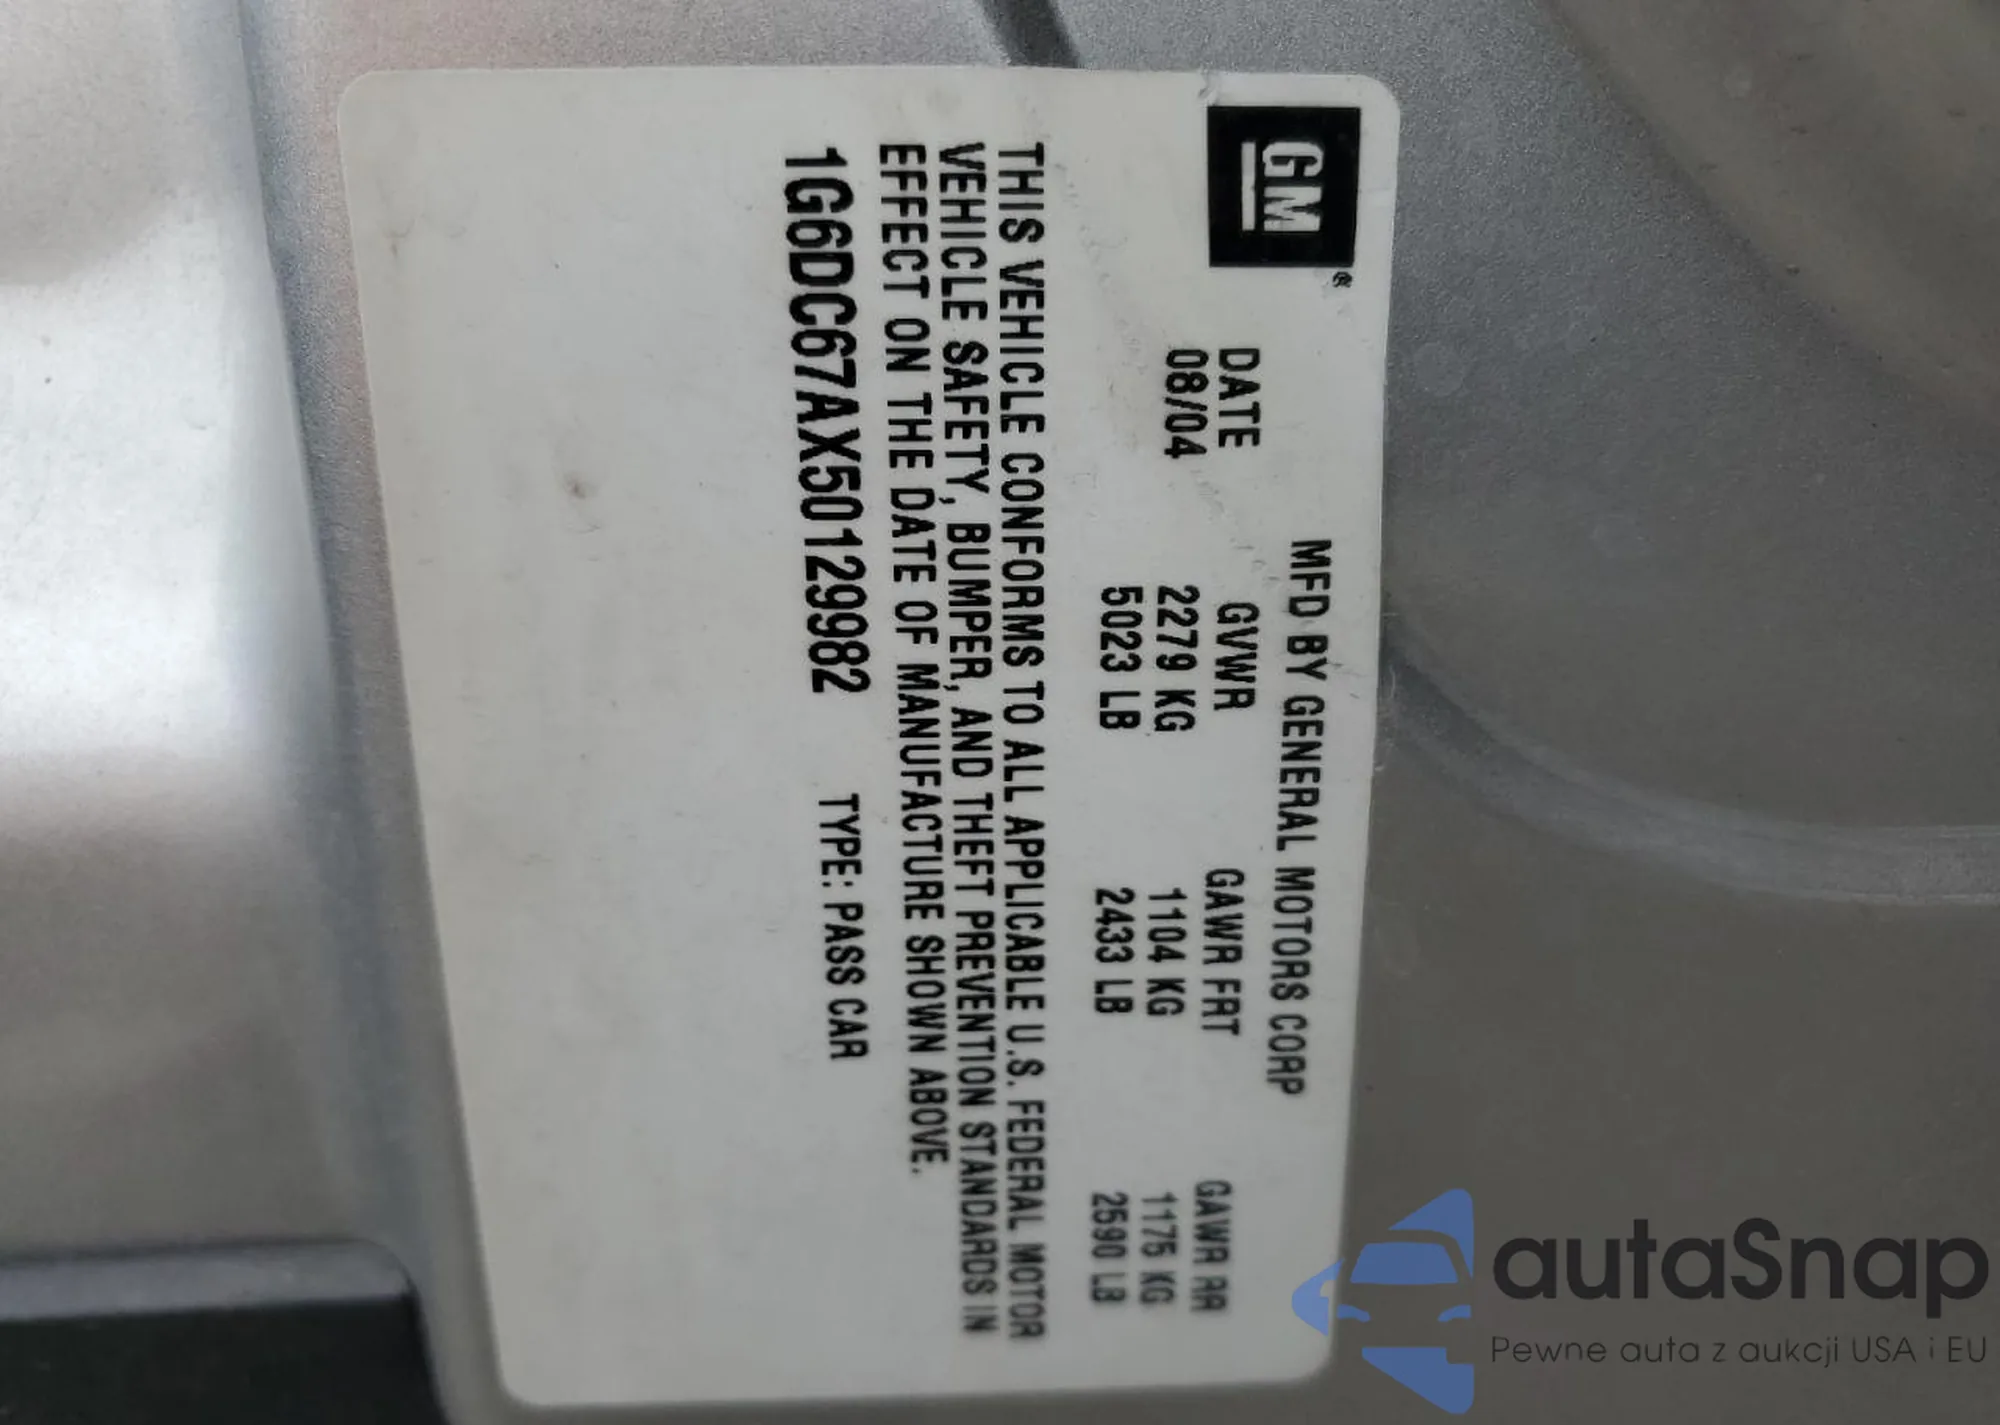 GM®
MFD BY GENERAL MOTORS CORP
DATE GVWR GAWR FRT GAWR RR
08/04 2279 KG 1104 KG 1175 KG
5023 LB 2433 LB 2590 LB
THIS VEHICLE CONFORMS TO ALL APPLICABLE U.S. FEDERAL MOTOR
VEHICLE SAFETY, BUMPER, AND THEFT PREVENTION STANDARDS IN
EFFECT ON THE DATE OF MANUFACTURE SHOWN ABOVE.
1G6DC67AX50129982 TYPE: PASS CAR
autaSnap
Pewne auta z aukcji USA i EU